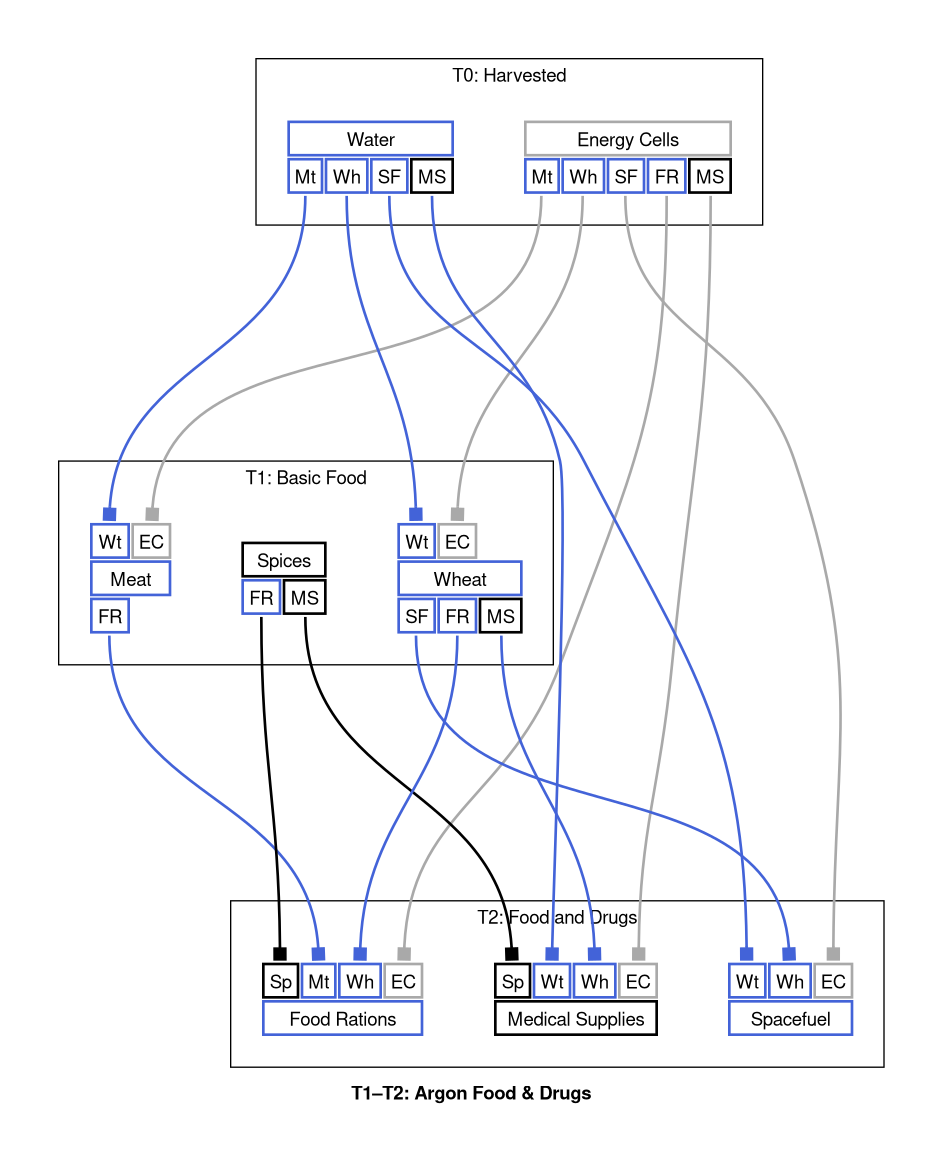 T0: Harvested
Water
Energy Cells
Mt Wh SF MS
Mt Wh SF FR MS
T1: Basic Food
Wt EC
Wt EC
Spices
Meat
Wheat
FR MS
FR
SF FR MS
T2: Food and Drugs
Sp Mt Wh EC
Sp Wt Wh EC
Wt Wh EC
Food Rations
Medical Supplies
Spacefuel
T1–T2: Argon Food & Drugs